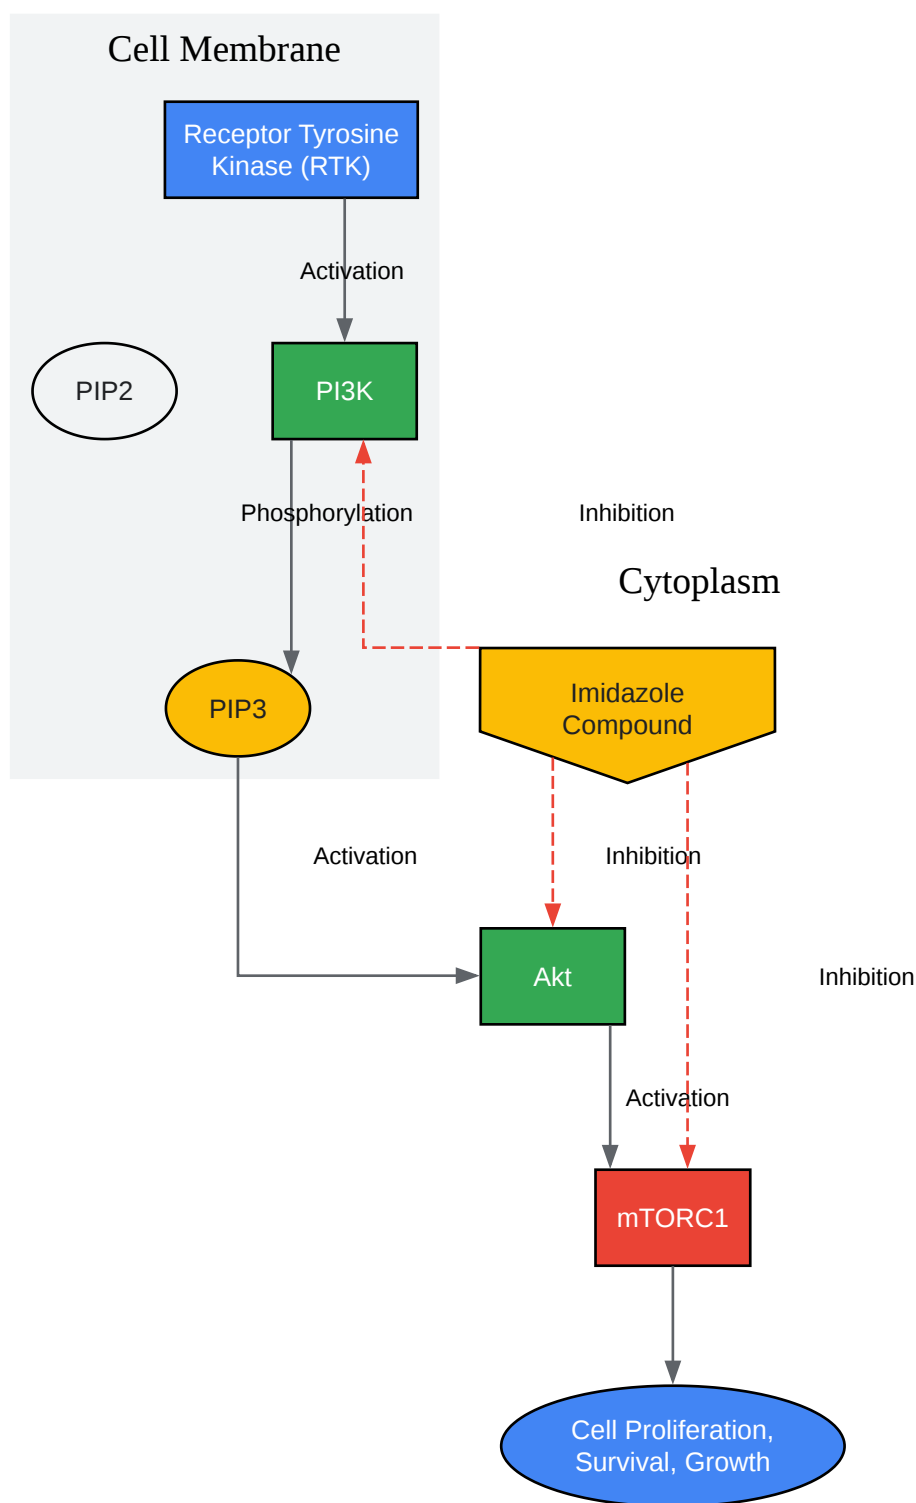 Cell Membrane
Receptor Tyrosine
Kinase (RTK)
Activation
PIP2
PI3K
Phosphorylation
Inhibition
Cytoplasm
Imidazole
Compound
PIP3
Activation
Inhibition
Akt
Inhibition
Activation
mTORC1
Cell Proliferation,
Survival, Growth